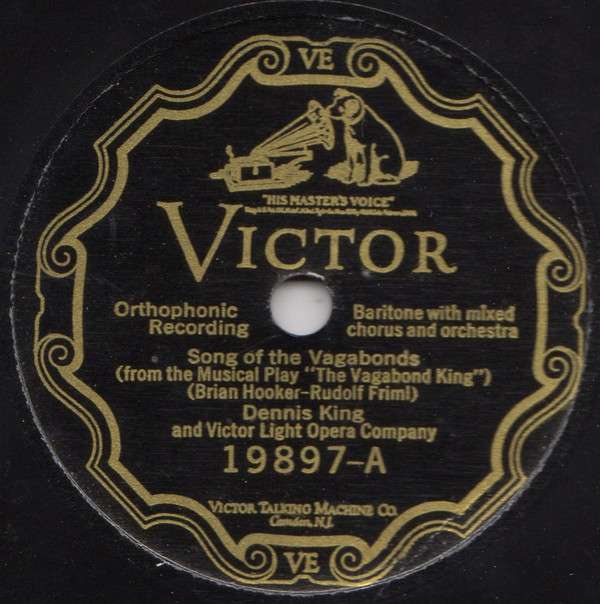 VE
"HIS MASTER'S VOICE"
VICTOR
Orthophonic
Recording
Baritone with mixed
chorus and orchestra
Song of the Vagabonds
(from the Musical Play "The Vagabond King")
(Brian Hooker-Rudolf Friml)
Dennis King
and Victor Light Opera Company
19897-A
VICTOR TALKING MACHINE CO.
Camden, N.J.
VE